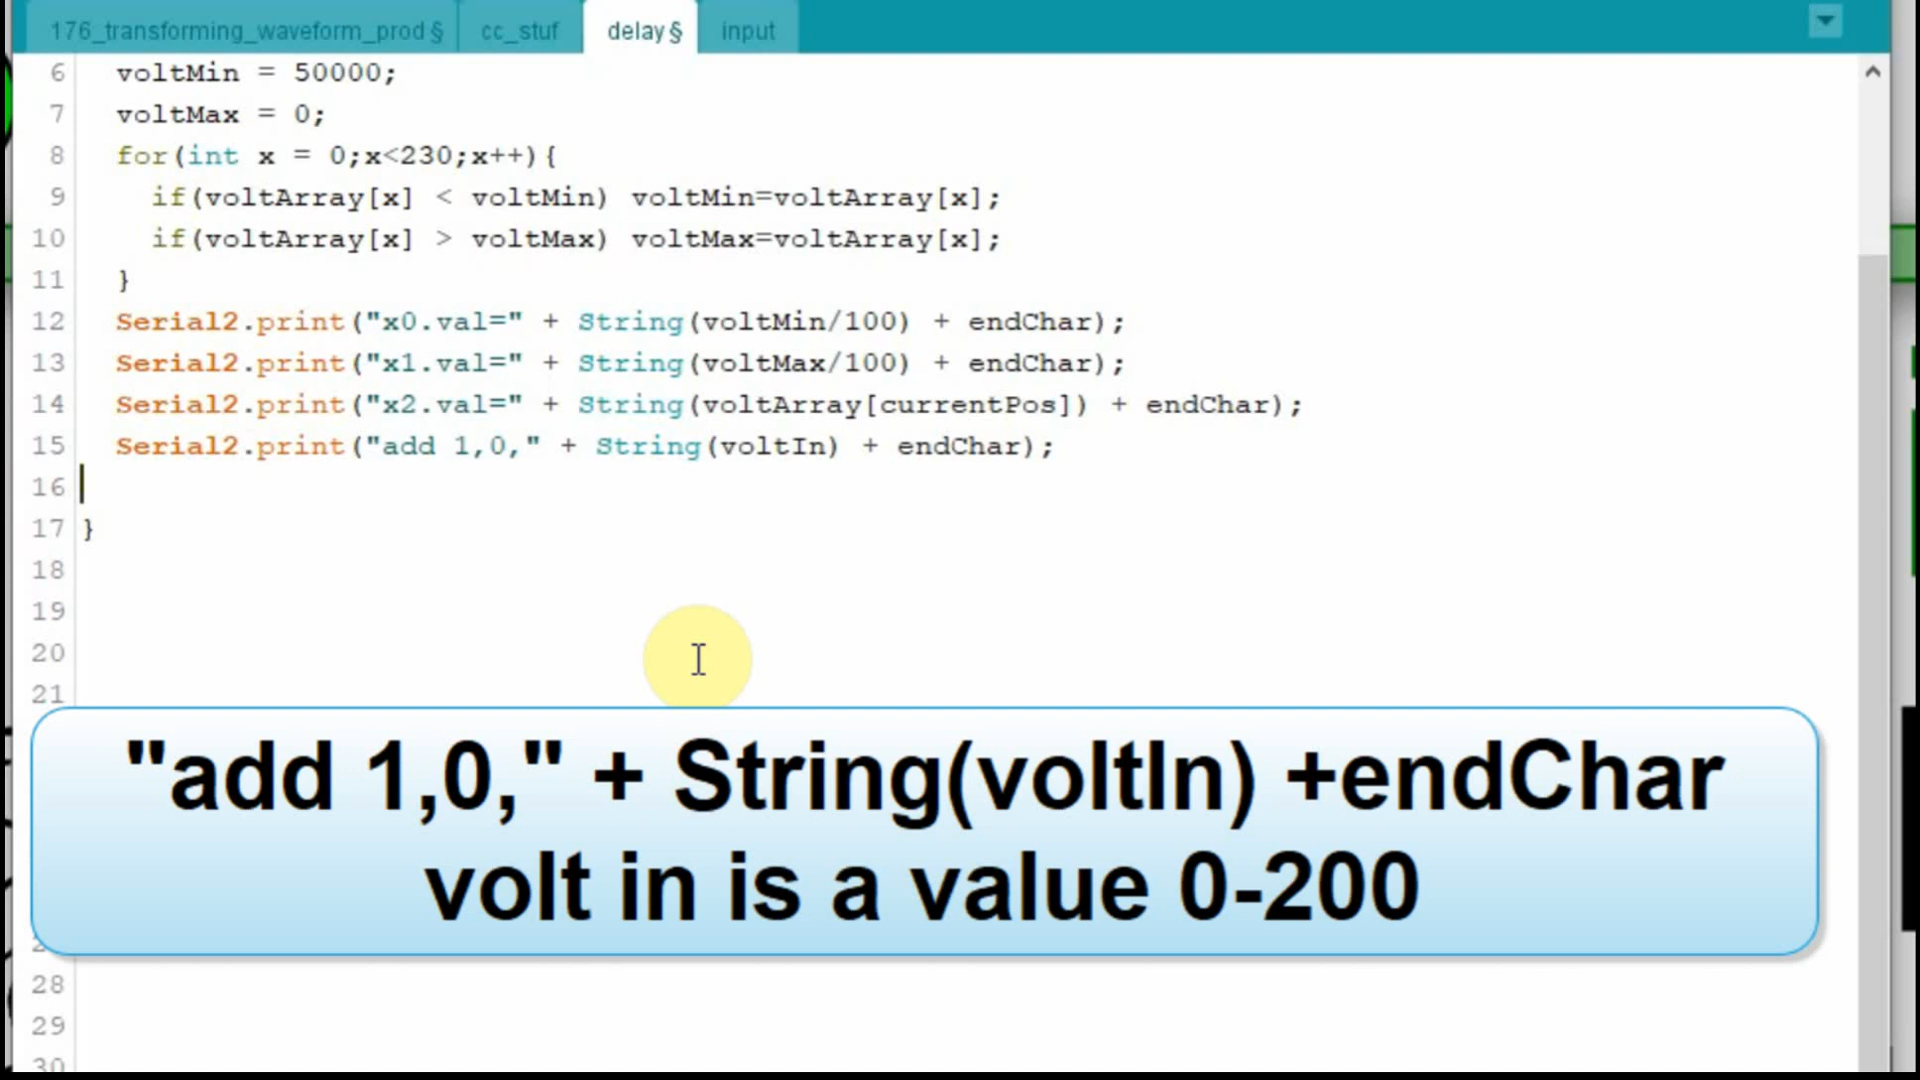 176_transforming_waveform_prod § cc_stuf delay § input
6 voltMin = 50000;
7 voltMax = 0;
8 for(int x = 0;x<230;x++){
9 if(voltArray[x] < voltMin) voltMin=voltArray[x];
10 if(voltArray[x] > voltMax) voltMax=voltArray[x];
11 }
12 Serial2.print("x0.val=" + String(voltMin/100) + endChar);
13 Serial2.print("x1.val=" + String(voltMax/100) + endChar);
14 Serial2.print("x2.val=" + String(voltArray[currentPos]) + endChar);
15 Serial2.print("add 1,0," + String(voltIn) + endChar);
16
17 }
18
19
20
21
"add 1,0," + String(voltIn) +endChar
volt in is a value 0-200
28
29
30